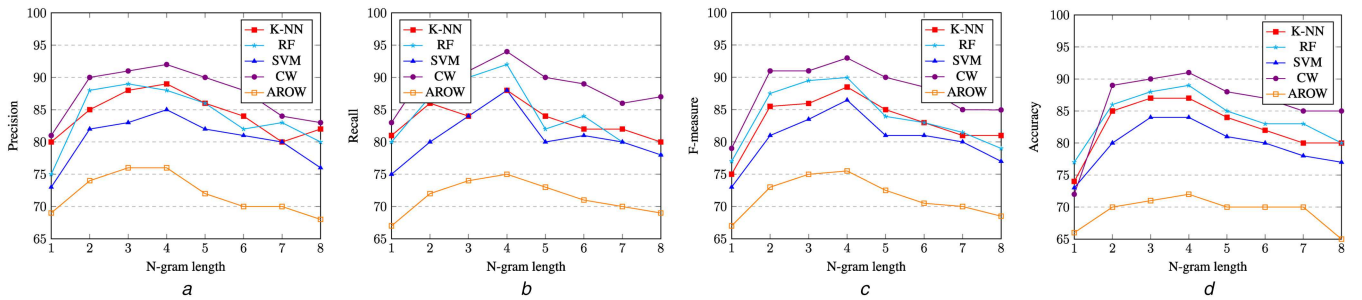 100
95
90
85
80
75
70
65
Precision
1 2 3 4 5 6 7 8
N-gram length
K-NN
RF
SVM
CW
AROW
a
100
95
90
85
80
75
70
65
Recall
1 2 3 4 5 6 7 8
N-gram length
K-NN
RF
SVM
CW
AROW
b
100
95
90
85
80
75
70
65
F-measure
1 2 3 4 5 6 7 8
N-gram length
K-NN
RF
SVM
CW
AROW
c
100
95
90
85
80
75
70
65
Accuracy
1 2 3 4 5 6 7 8
N-gram length
K-NN
RF
SVM
CW
AROW
d